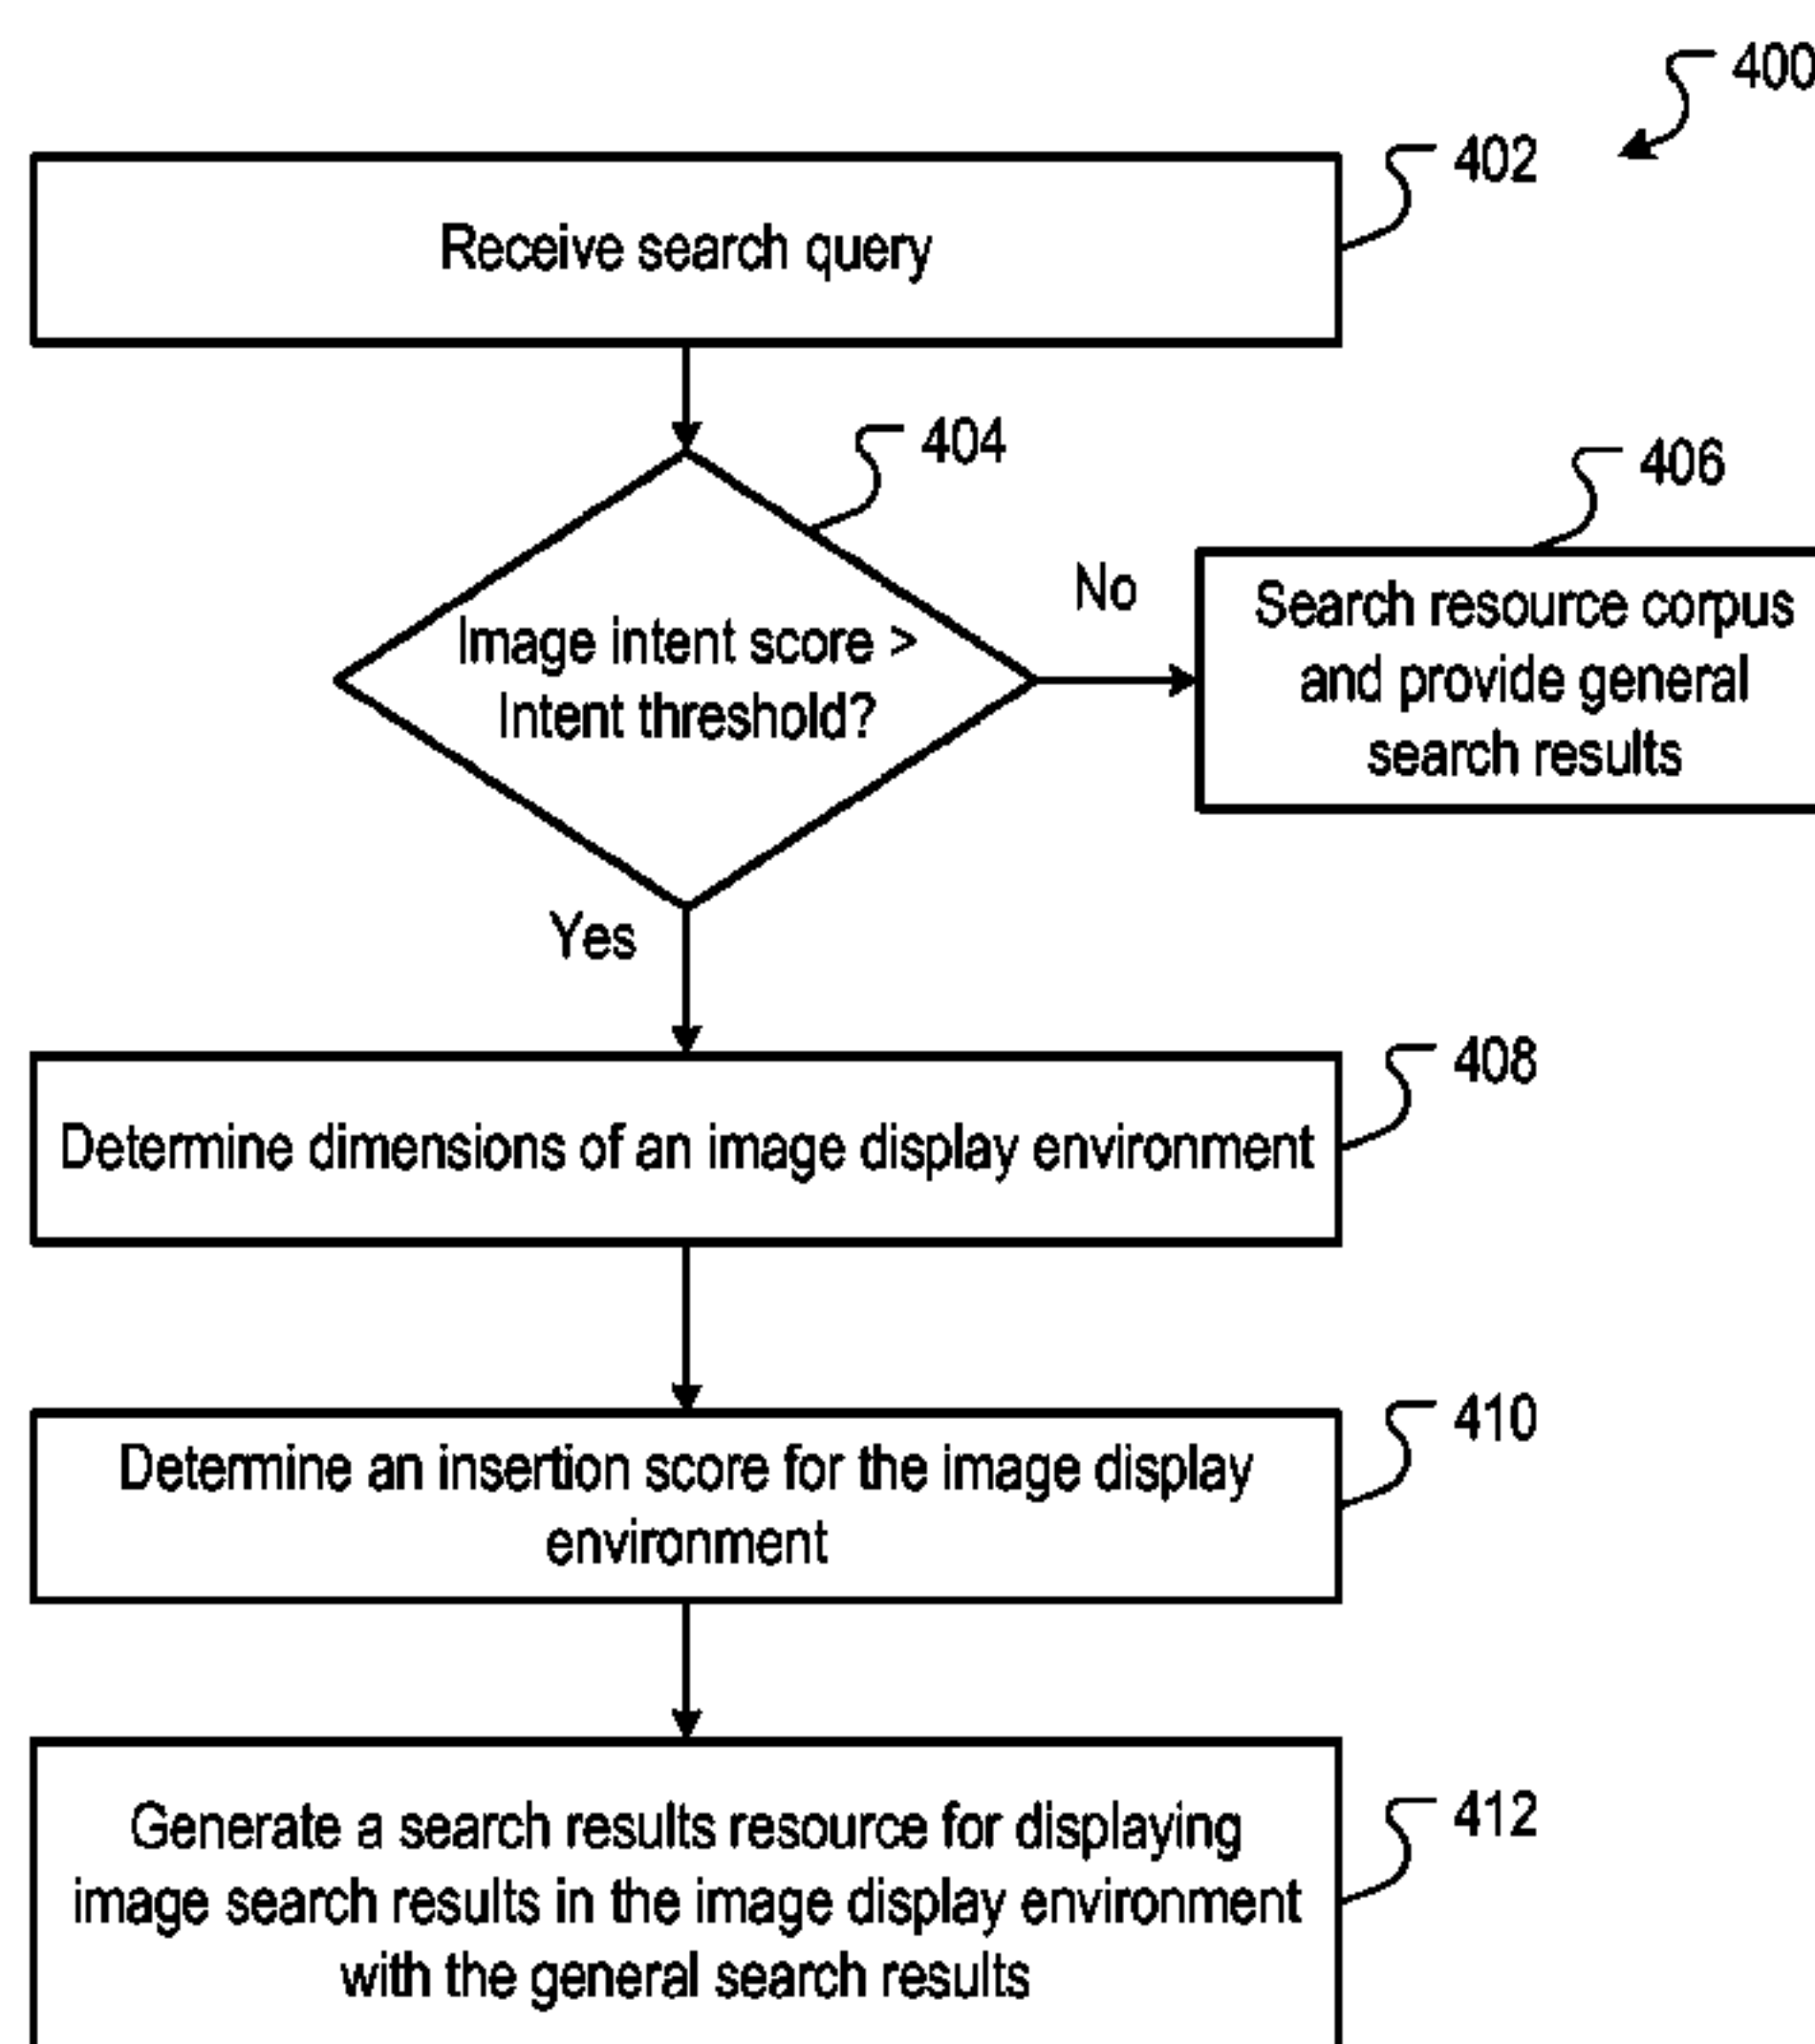 400
402
Receive search query
404
406
Image intent score >
Intent threshold?
No
Search resource corpus
and provide general
search results
Yes
408
Determine dimensions of an image display environment
410
Determine an insertion score for the image display
environment
412
Generate a search results resource for displaying
image search results in the image display environment
with the general search results